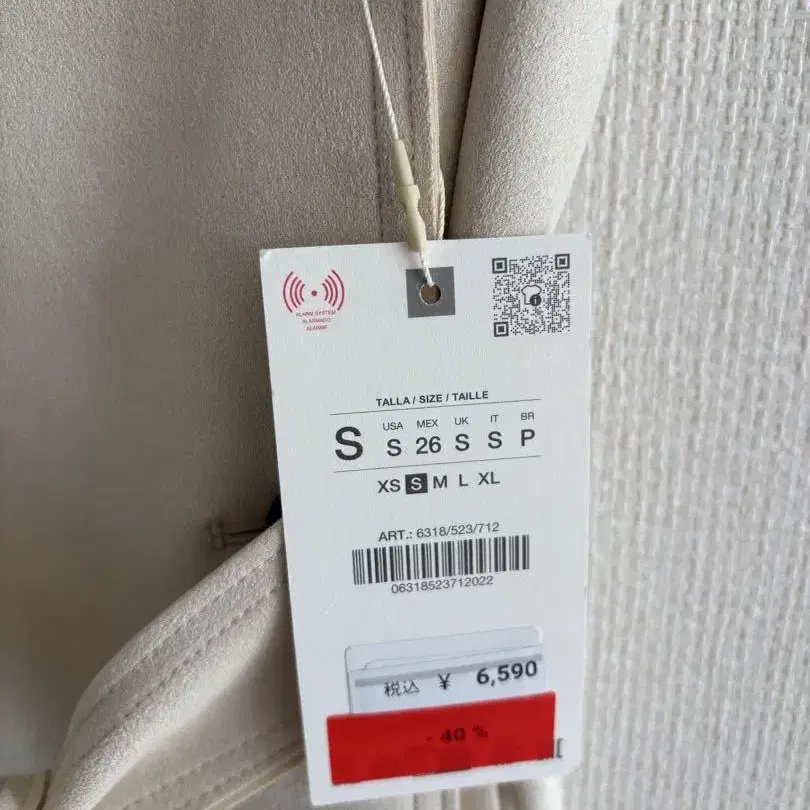 ALARM SYSTEM
ALARMADO
ALARME
TALLA / SIZE / TAILLE
S
USA MEX UK IT BR
S 26 S S P
XS S M L XL
ART.: 6318/523/712
06318523712022
税込 ¥ 6,590
- 40 %